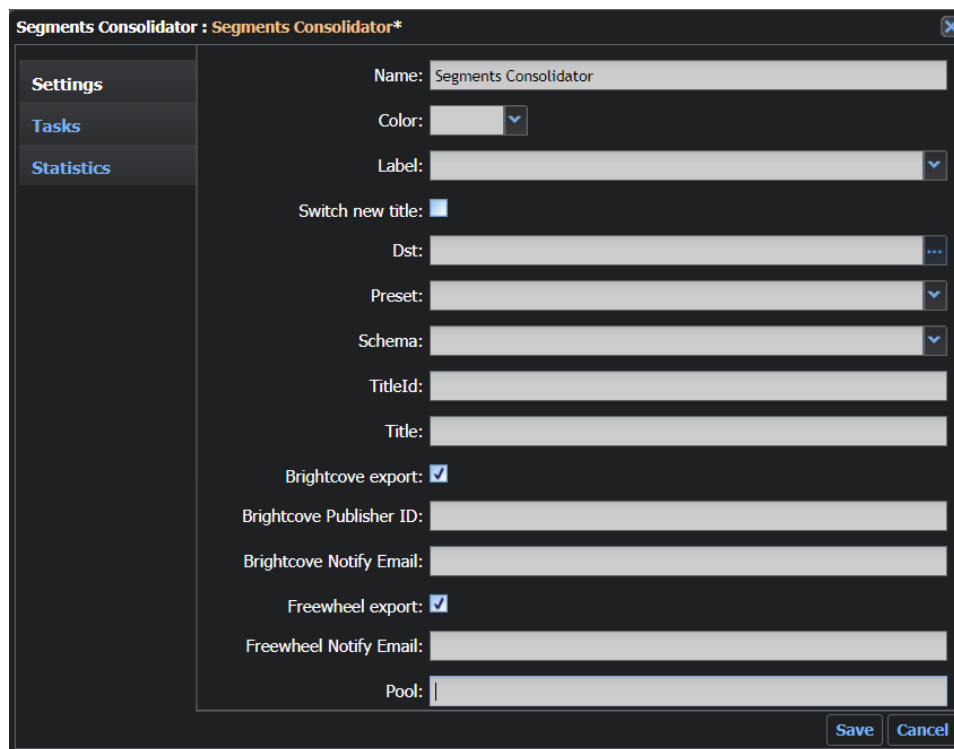 Segments Consolidator : Segments Consolidator*
Settings
Tasks
Statistics
Name: Segments Consolidator
Color:
Label:
Switch new title:
Dst: ...
Preset:
Schema:
TitleId:
Title:
Brightcove export:
Brightcove Publisher ID:
Brightcove Notify Email:
Freewheel export:
Freewheel Notify Email:
Pool:
Save Cancel